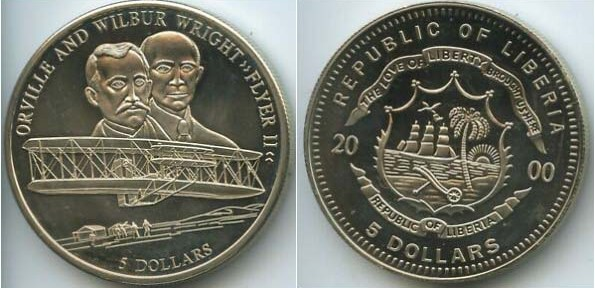 ORVILLE AND WILBUR WRIGHT »FLYER II«
5 DOLLARS
REPUBLIC OF LIBERIA
THE LOVE OF LIBERTY BROUGHT US HERE
20 00
REPUBLIC OF LIBERIA
5 DOLLARS